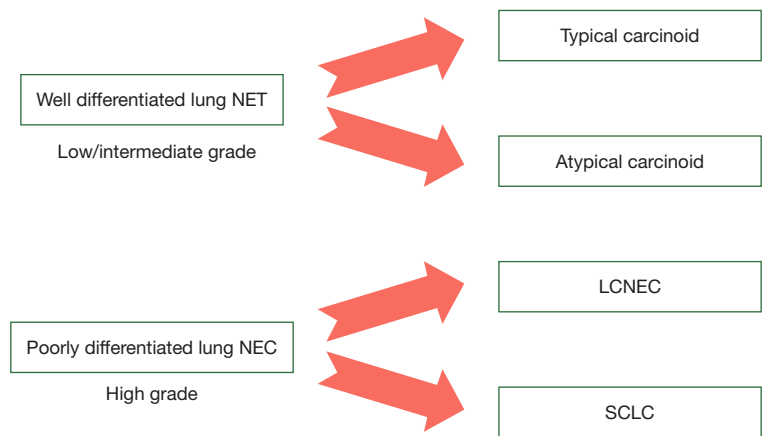 Typical carcinoid
Well differentiated lung NET
Low/intermediate grade
Atypical carcinoid
LCNEC
Poorly differentiated lung NEC
High grade
SCLC